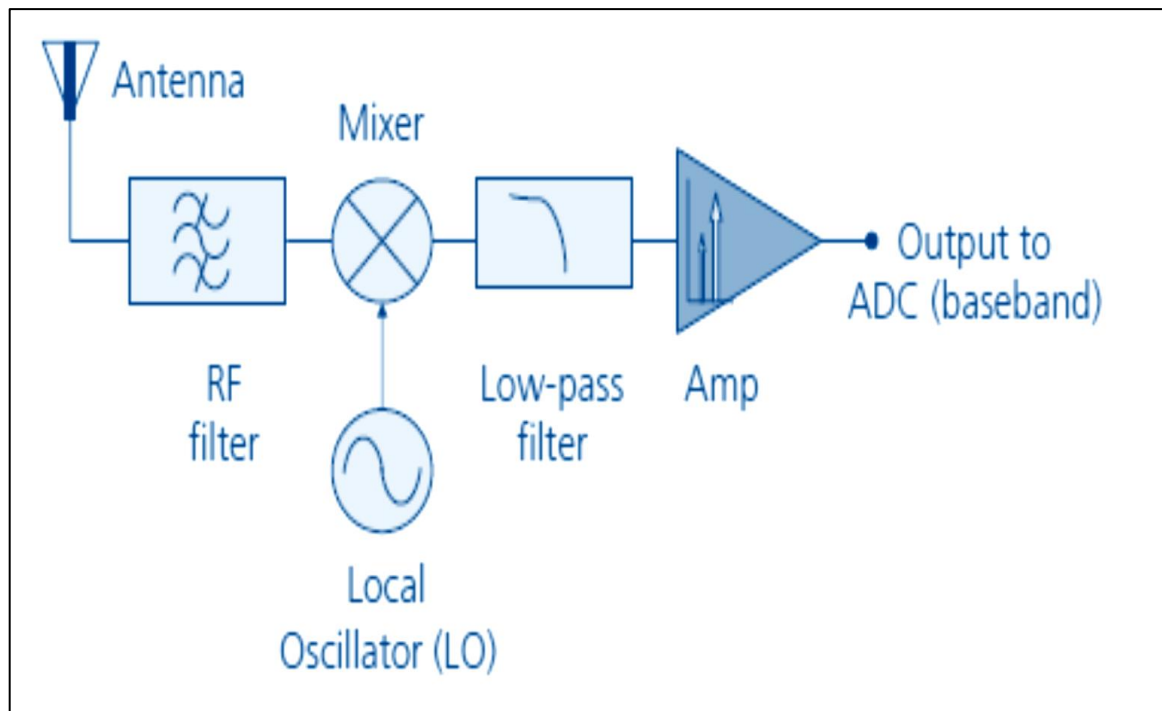 Antenna
Mixer
Output to
ADC (baseband)
RF
filter
Low-pass
filter
Amp
Local
Oscillator (LO)